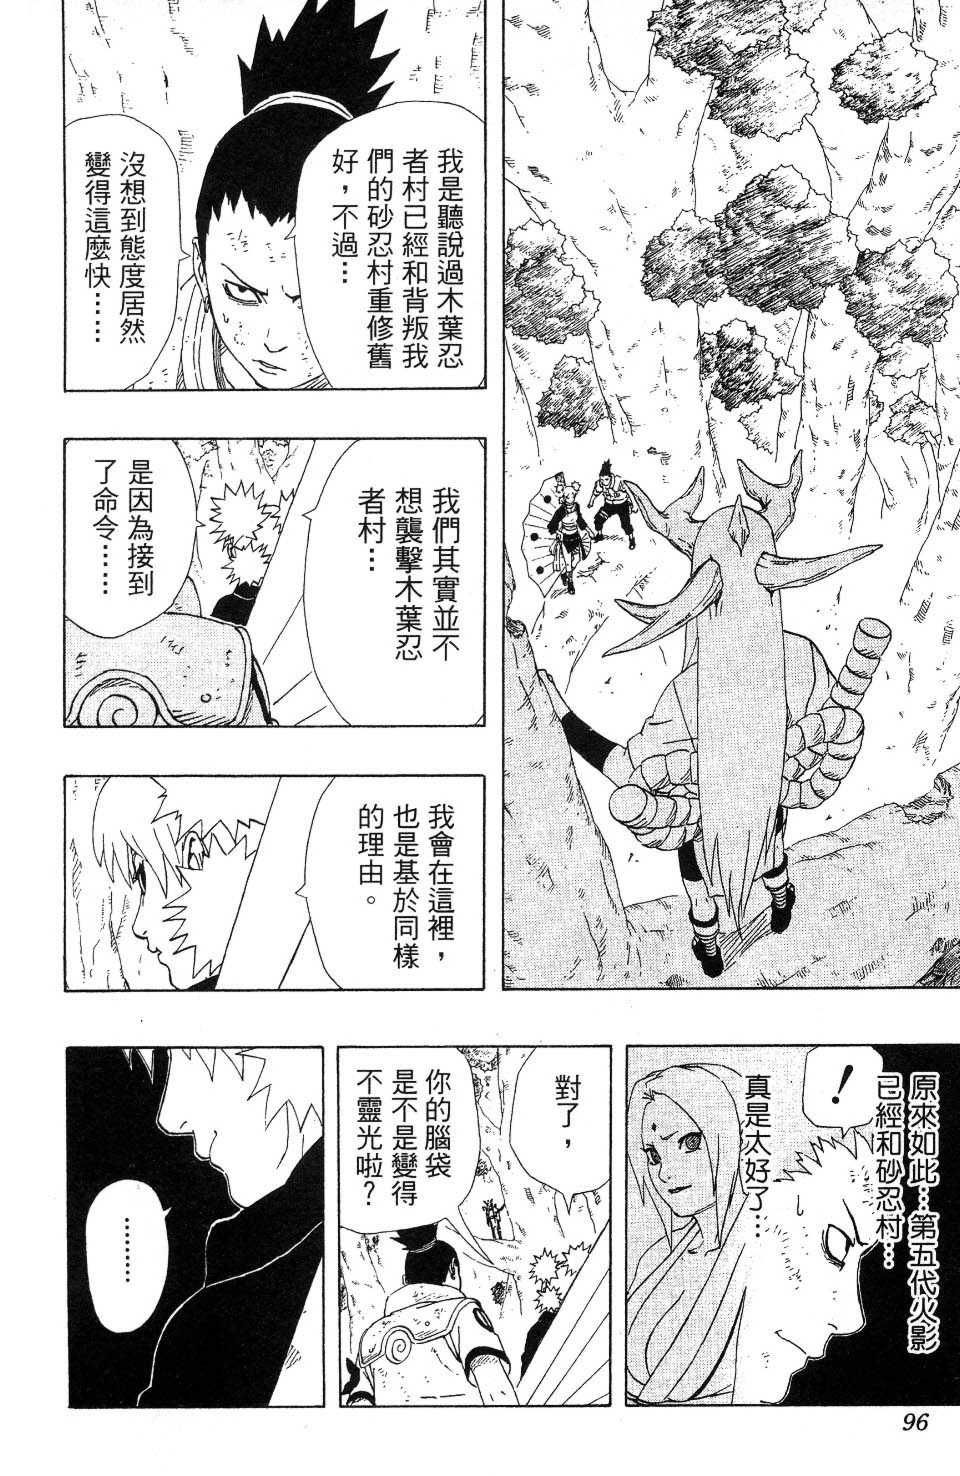 我是聽說過木葉忍
者村已經和背叛我
們的砂忍村重修舊
好，不過…
沒想到態度居然
變得這麼快……
我們其實並不
想襲擊木葉忍
者村…
是因為接到
了命令……
我會在這裡，
也是基於同樣
的理由。
原來如此…第五代火影
已經和砂忍村…
！
真是太好了…
對了，
你的腦袋
是不是變得
不靈光啦？
………
96